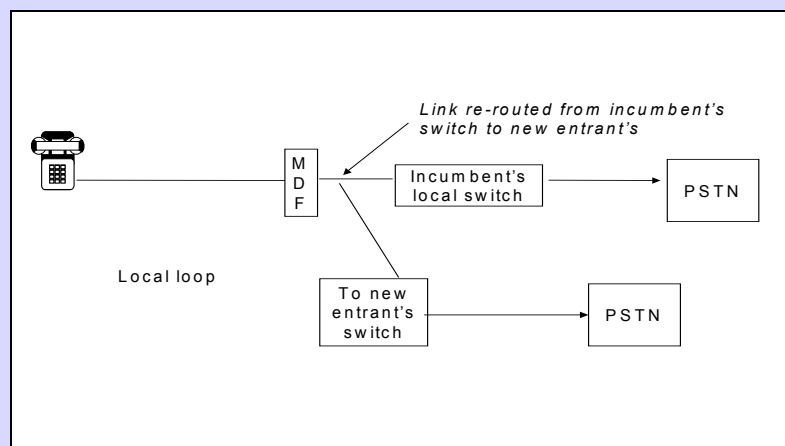 Link re-routed from incumbent's
switch to new entrant's
M
D
F
Incumbent's
local switch
PSTN
Local loop
To new
entrant's
switch
PSTN